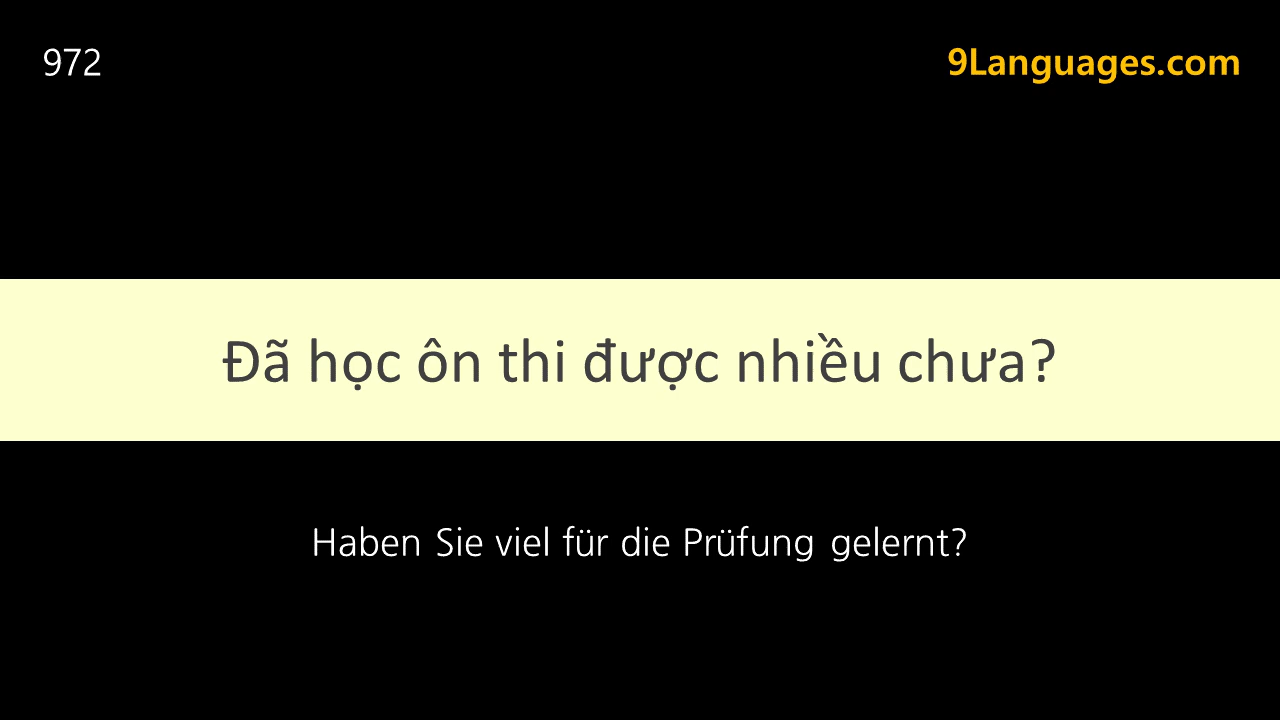 972
9Languages.com
Đã học ôn thi được nhiều chưa?
Haben Sie viel für die Prüfung gelernt?